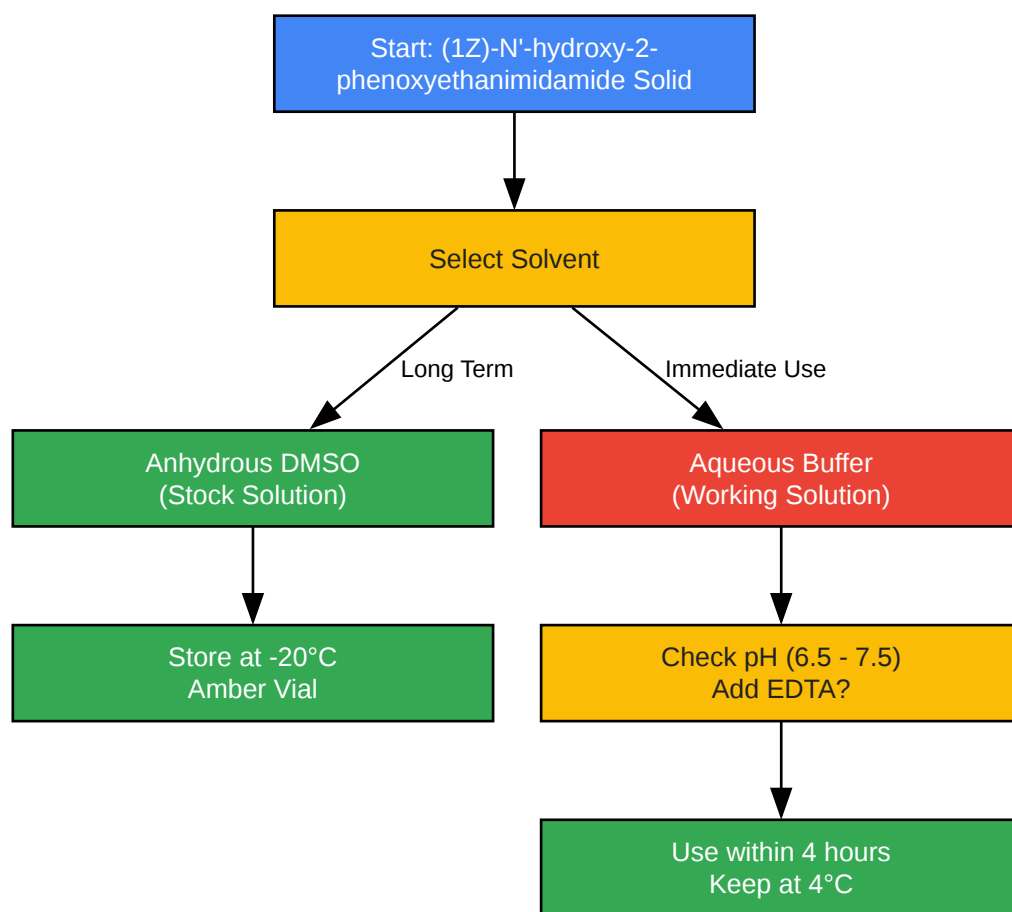 Start: (1Z)-N'-hydroxy-2-
phenoxyethanimidamide Solid
Select Solvent
Long Term
Immediate Use
Anhydrous DMSO
(Stock Solution)
Aqueous Buffer
(Working Solution)
Store at -20°C
Amber Vial
Check pH (6.5 - 7.5)
Add EDTA?
Use within 4 hours
Keep at 4°C